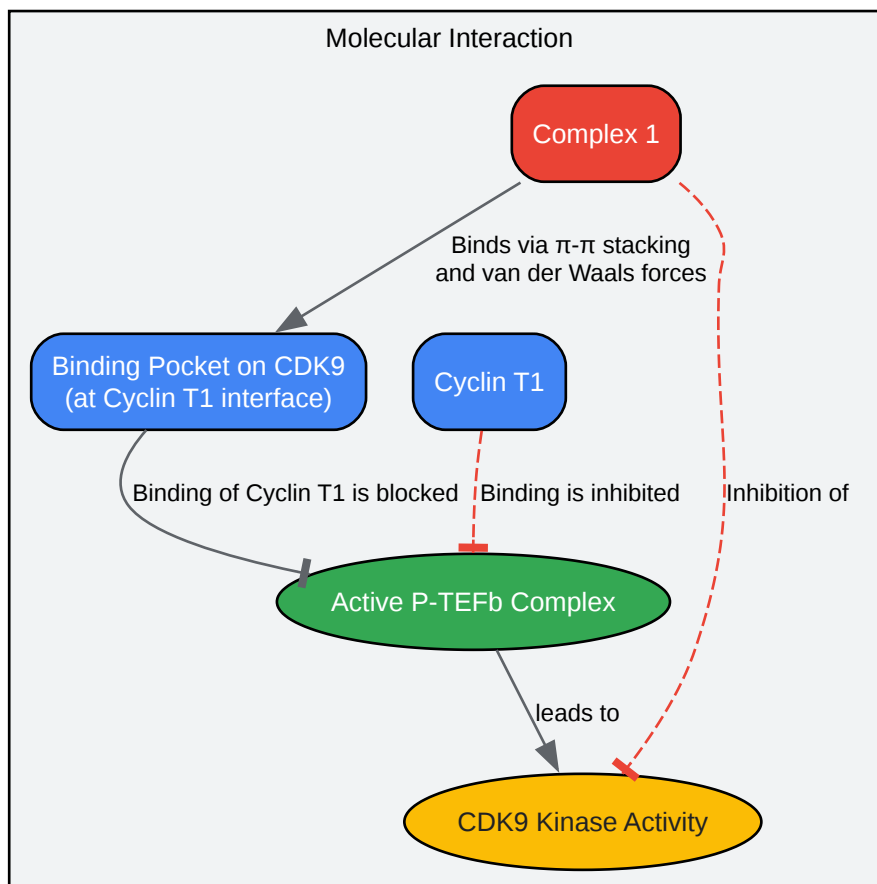 Molecular Interaction
Complex 1
Binds via π-π stacking
and van der Waals forces
Binding Pocket on CDK9
(at Cyclin T1 interface)
Cyclin T1
Binding of Cyclin T1 is blocked
Binding is inhibited
Inhibition of
Active P-TEFb Complex
leads to
CDK9 Kinase Activity